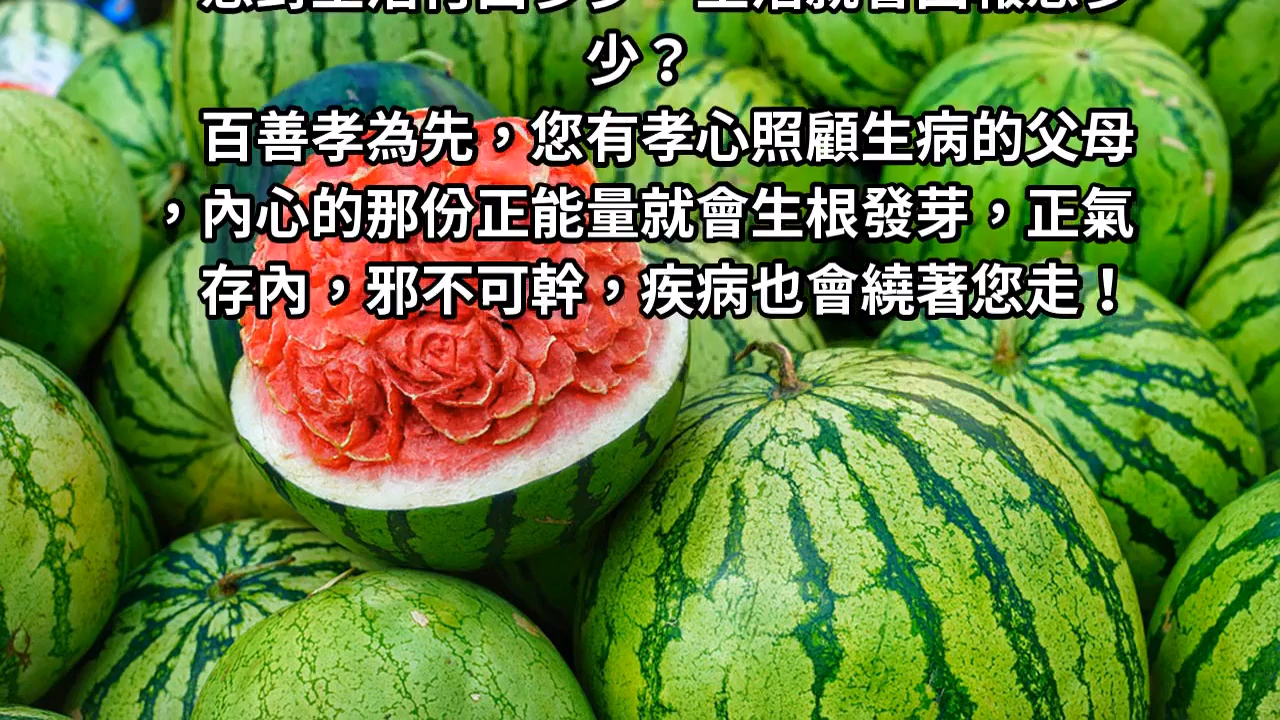 少？
百善孝為先，您有孝心照顧生病的父母
，內心的那份正能量就會生根發芽，正氣
存內，邪不可幹，疾病也會繞著您走！